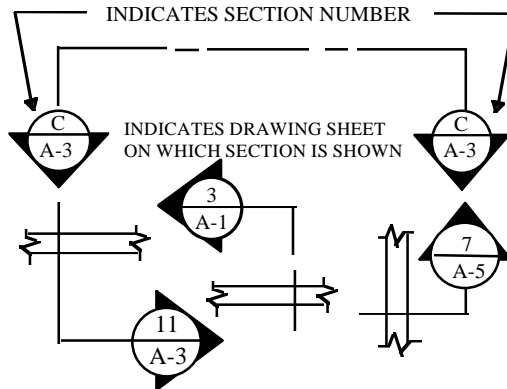 INDICATES SECTION NUMBER
C
A-3
C
A-3
INDICATES DRAWING SHEET
ON WHICH SECTION IS SHOWN
3
A-1
7
A-5
11
A-3